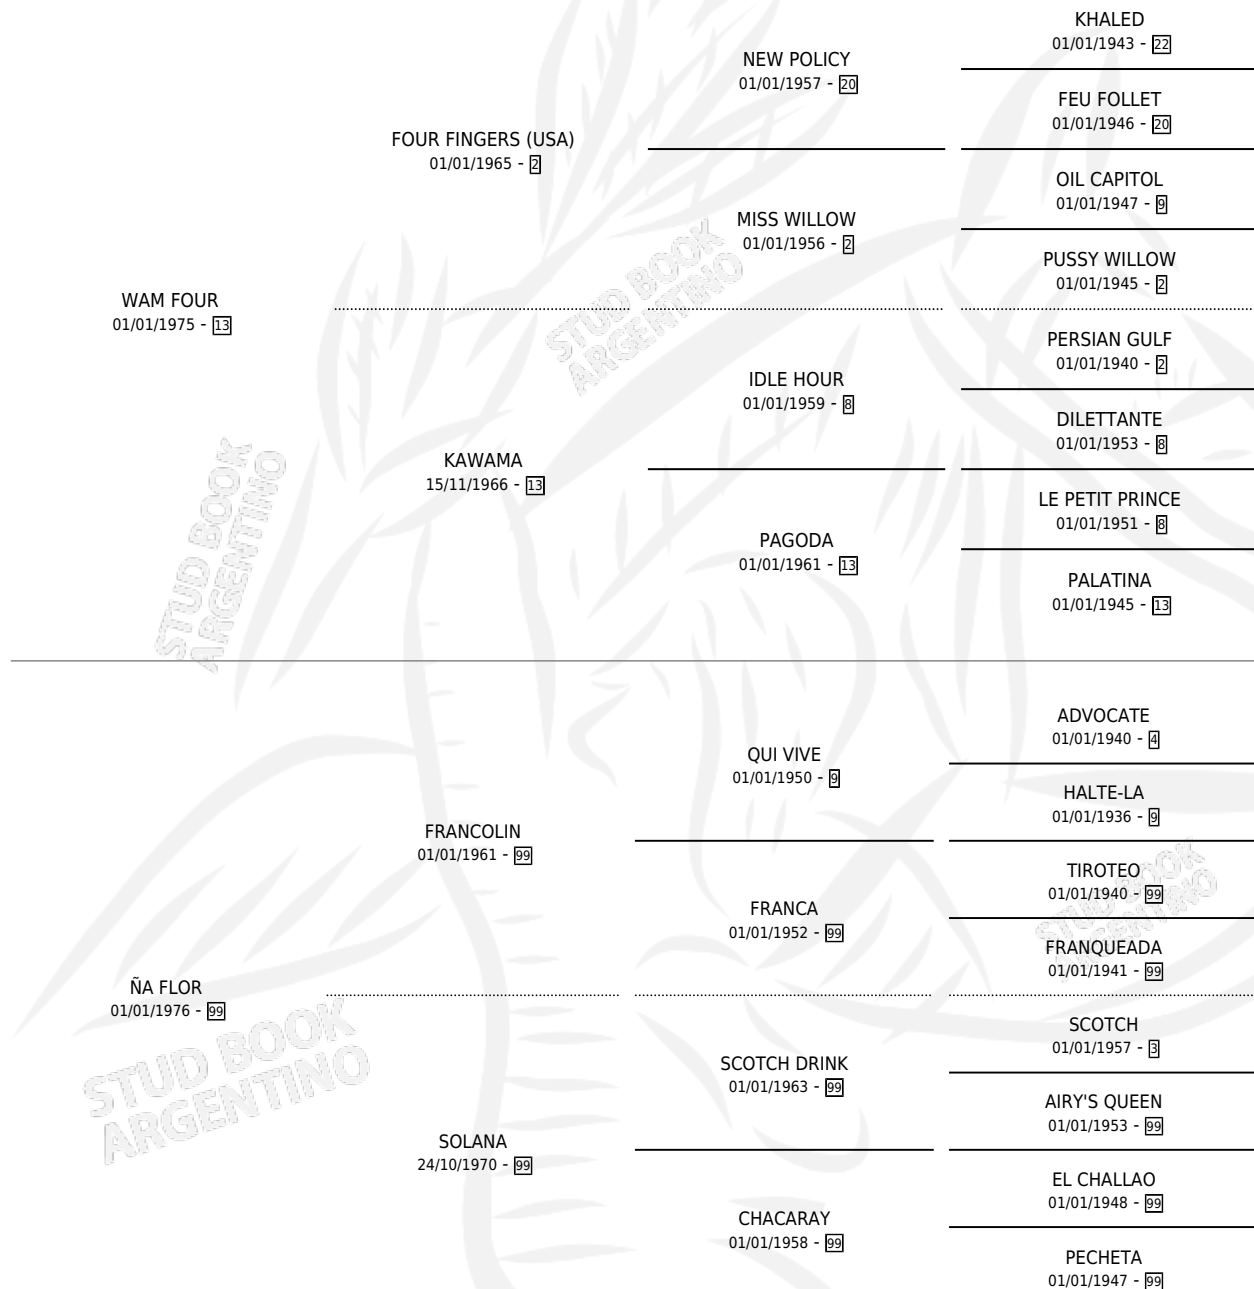 KHALED
01/01/1943 - 22
NEW POLICY
01/01/1957 - 20
FEU FOLLET
01/01/1946 - 20
FOUR FINGERS (USA)
01/01/1965 - 2
OIL CAPITOL
01/01/1947 - 9
MISS WILLOW
01/01/1956 - 2
PUSSY WILLOW
01/01/1945 - 2
WAM FOUR
01/01/1975 - 13
PERSIAN GULF
01/01/1940 - 2
IDLE HOUR
01/01/1959 - 8
DILETTANTE
01/01/1953 - 8
KAWAMA
15/11/1966 - 13
LE PETIT PRINCE
01/01/1951 - 8
PAGODA
01/01/1961 - 13
PALATINA
01/01/1945 - 13
ADVOCATE
01/01/1940 - 4
QUI VIVE
01/01/1950 - 9
HALTE-LA
01/01/1936 - 9
FRANCOLIN
01/01/1961 - 99
TIROTEO
01/01/1940 - 99
FRANCA
01/01/1952 - 99
FRANQUEADA
01/01/1941 - 99
ÑA FLOR
01/01/1976 - 99
SCOTCH
01/01/1957 - 3
SCOTCH DRINK
01/01/1963 - 99
AIRY'S QUEEN
01/01/1953 - 99
SOLANA
24/10/1970 - 99
EL CHALLAO
01/01/1948 - 99
CHACARAY
01/01/1958 - 99
PECHETA
01/01/1947 - 99
STUD BOOK
ARGENTINO
STUD BOOK
ARGENTINO
STUD BOOK
ARGENTINO
STUD BOOK
ARGENTINO